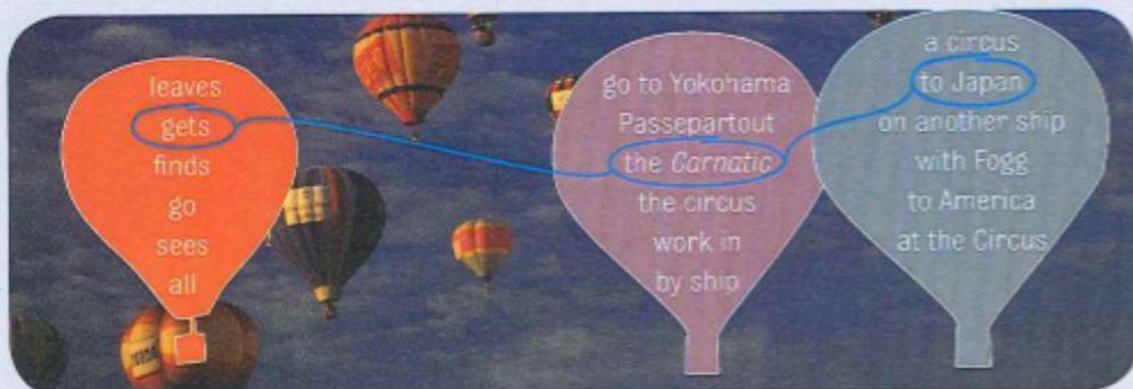 leaves
gets
finds
go
sees
all
go to Yokohama
Passepartout
the Carnatic
the circus
work in
by ship
a circus
to Japan
on another ship
with Fogg
to America
at the Circus